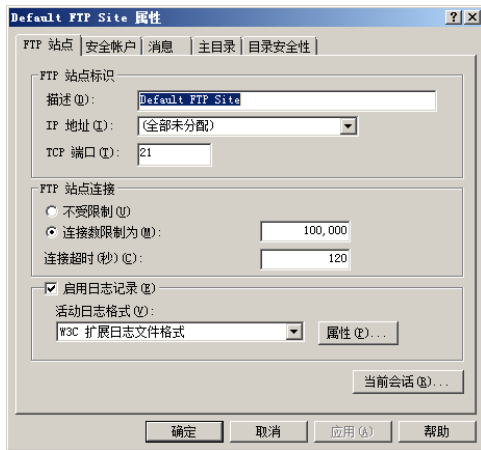 Default FTP Site 属性
FTP 站点 安全帐户 消息 主目录 目录安全性
FTP 站点标识
描述(D): Default FTP Site
IP 地址(I): (全部未分配)
TCP 端口(T): 21
FTP 站点连接
不受限制(U)
连接数限制为(M): 100,000
连接超时(秒)(C): 120
启用日志记录(E)
活动日志格式(V):
W3C 扩展日志文件格式 属性(P)...
当前会话(R)...
确定 取消 应用(A) 帮助